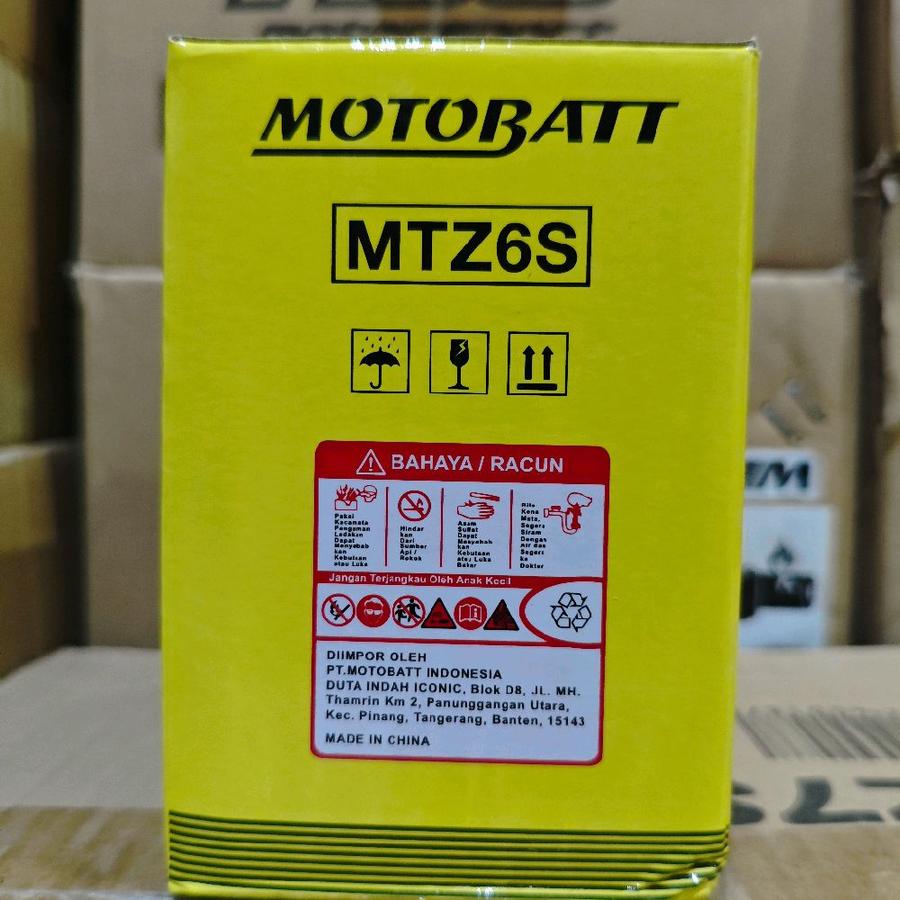 MOTOBATT
MTZ6S
BAHAYA / RACUN
Pakai
Kacamata
Pengaman
Ledakan
Dapat
Menyebab
kan
Kebutaan
atau Luka
Hindar
kan
Dari
Sumber
Api /
Rokok
Asam
Sulfat
Dapat
Menyebab
kan
Kebutaan
atau Luka
Bakar
Bila
Kena
Mata,
Segera
Siram
Dengan
Air dan
Segera
ke
Dokter
Jangan Terjangkau Oleh Anak Kecil
DIIMPOR OLEH
PT.MOTOBATT INDONESIA
DUTA INDAH ICONIC, Blok D8, JL. MH.
Thamrin Km 2, Panunggangan Utara,
Kec. Pinang, Tangerang, Banten, 15143
MADE IN CHINA